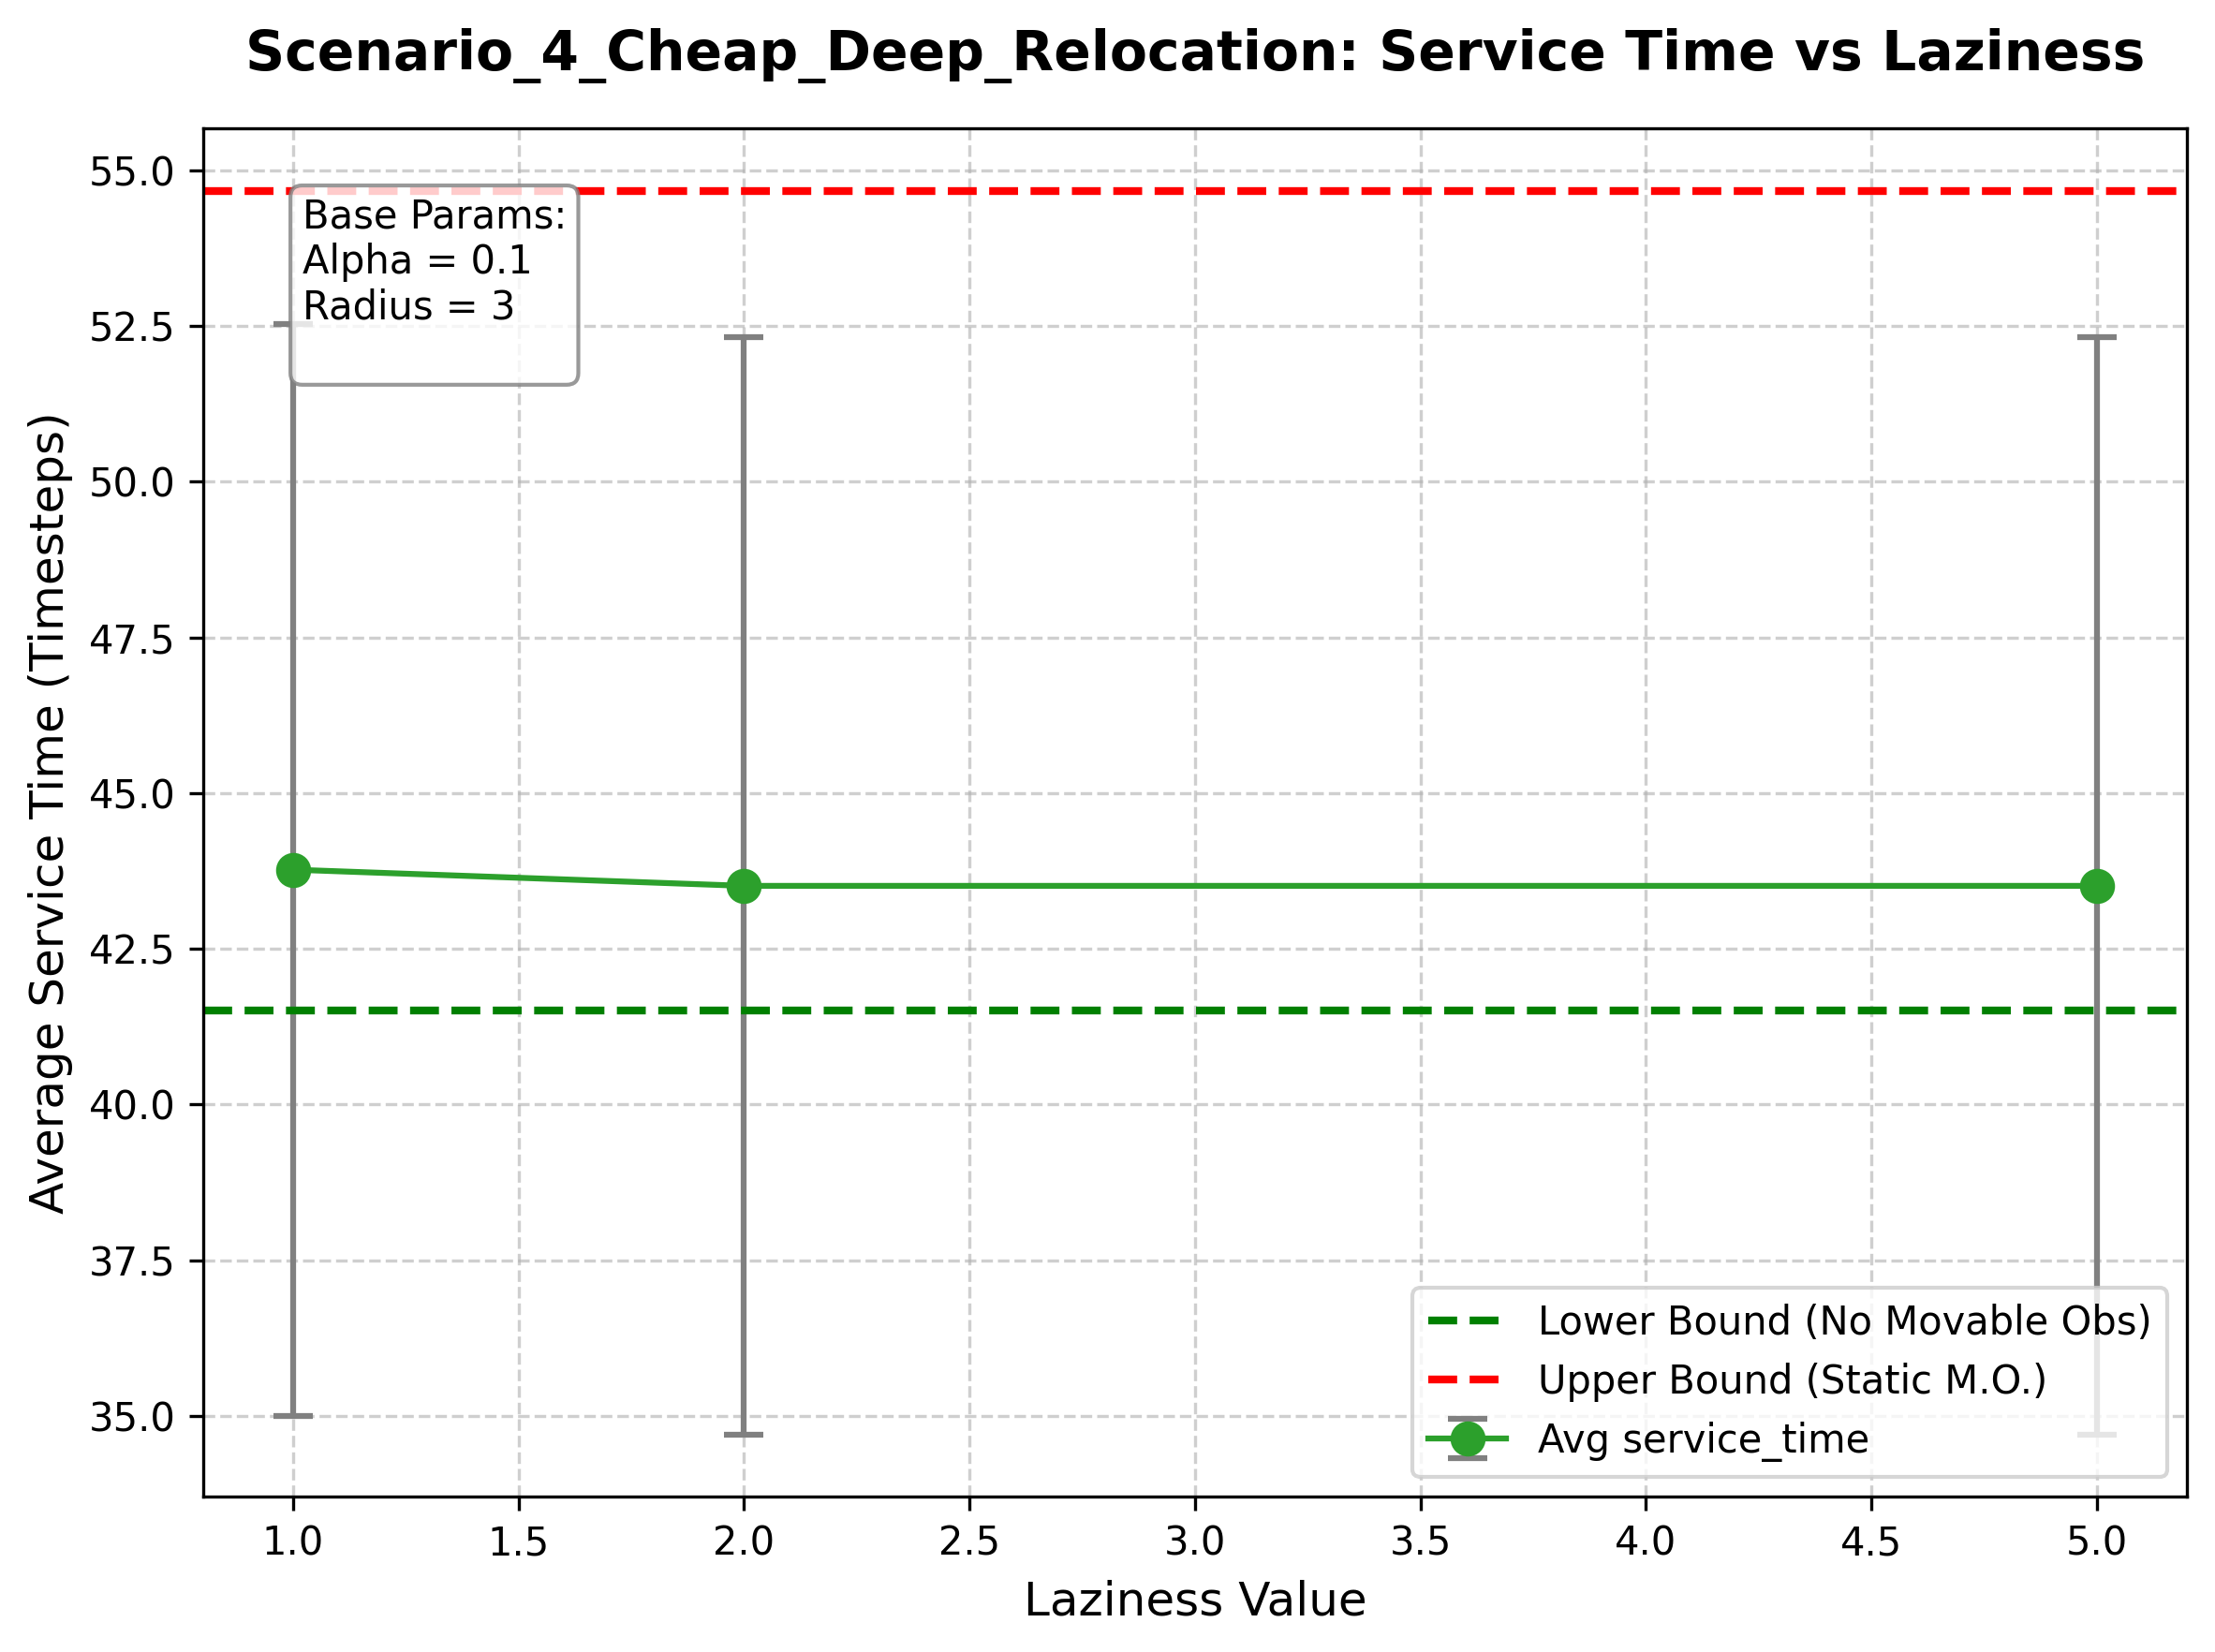 Scenario_4_Cheap_Deep_Relocation: Service Time vs Laziness
Average Service Time (Timesteps)
55.0
52.5
50.0
47.5
45.0
42.5
40.0
37.5
35.0
Base Params:
Alpha = 0.1
Radius = 3
Lower Bound (No Movable Obs)
Upper Bound (Static M.O.)
Avg service_time
1.0 1.5 2.0 2.5 3.0 3.5 4.0 4.5 5.0
Laziness Value